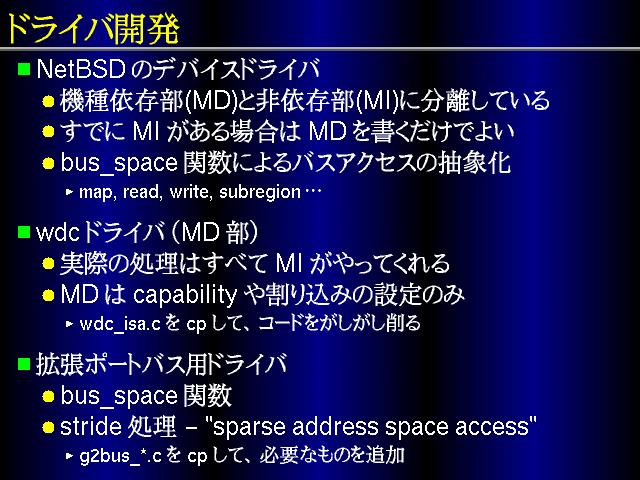 ドライバ開発
NetBSD のデバイスドライバ
機種依存部(MD)と非依存部(MI)に分離している
すでに MI がある場合は MD を書くだけでよい
bus_space 関数によるバスアクセスの抽象化
map, read, write, subregion …
wdc ドライバ（MD 部）
実際の処理はすべて MI がやってくれる
MD は capability や割り込みの設定のみ
wdc_isa.c を cp して、コードをがしがし削る
拡張ポートバス用ドライバ
bus_space 関数
stride 処理 − "sparse address space access"
g2bus_*.c を cp して、必要なものを追加